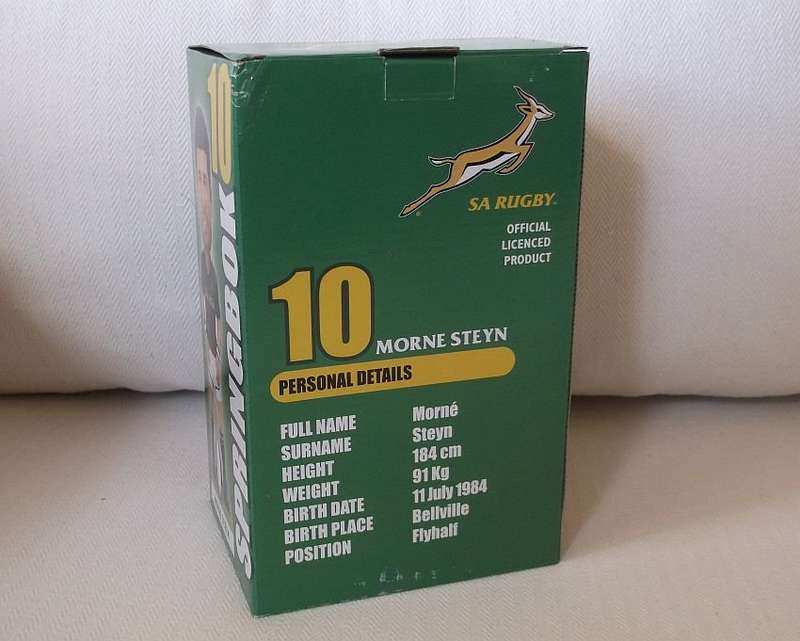 10
SPRINGBOK
SA RUGBY
OFFICIAL
LICENCED
PRODUCT
10 MORNE STEYN
PERSONAL DETAILS
FULL NAME Morné
SURNAME Steyn
HEIGHT 184 cm
WEIGHT 91 Kg
BIRTH DATE 11 July 1984
BIRTH PLACE Bellville
POSITION Flyhalf